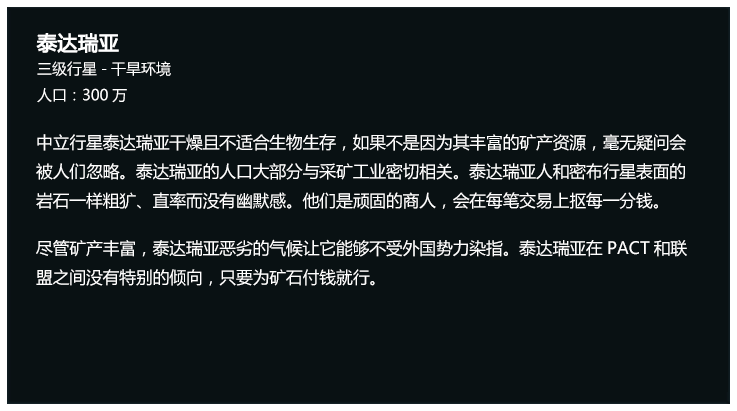 泰达瑞亚
三级行星 - 干旱环境
人口：300 万
中立行星泰达瑞亚干燥且不适合生物生存，如果不是因为其丰富的矿产资源，毫无疑问会
被人们忽略。泰达瑞亚的人口大部分与采矿工业密切相关。泰达瑞亚人和密布行星表面的
岩石一样粗犷、直率而没有幽默感。他们是顽固的商人，会在每笔交易上抠每一分钱。
尽管矿产丰富，泰达瑞亚恶劣的气候让它能够不受外国势力染指。泰达瑞亚在 PACT 和联
盟之间没有特别的倾向，只要为矿石付钱就行。